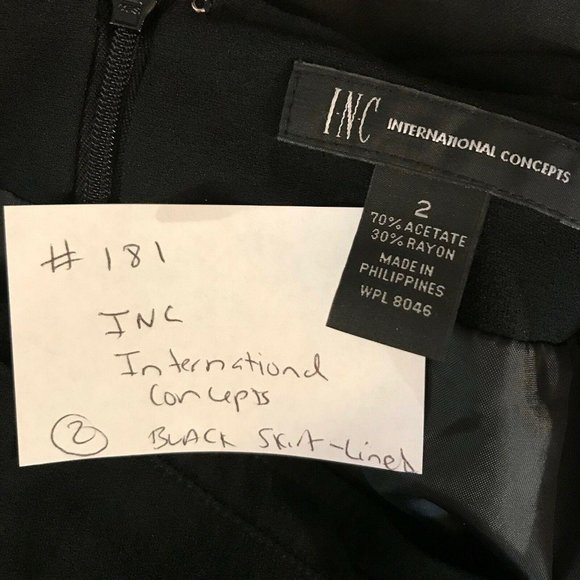 I·N·C INTERNATIONAL CONCEPTS
2
70% ACETATE
30% RAYON
MADE IN
PHILIPPINES
WPL 8046
# 181
INC
International
Concepts
2 BLACK Skirt - Lined